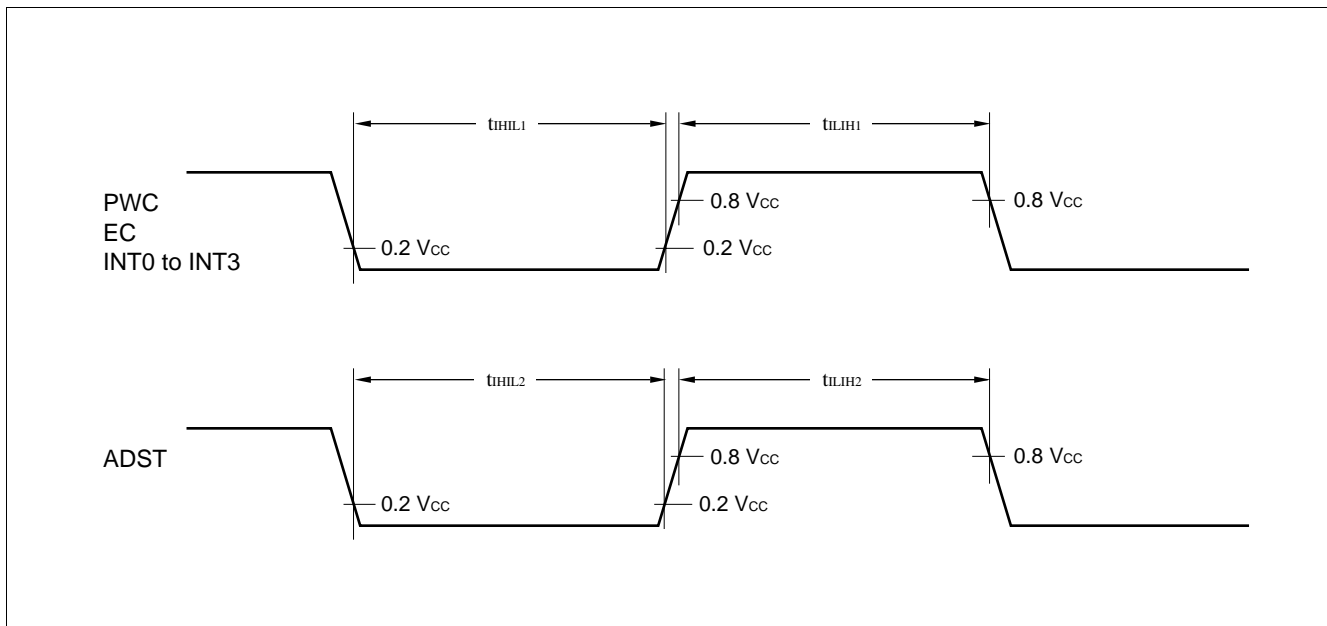 tIHIL1
tILIH1
PWC
EC
INT0 to INT3
0.8 VCC
0.8 VCC
0.2 VCC
0.2 VCC
tIHIL2
tILIH2
ADST
0.8 VCC
0.8 VCC
0.2 VCC
0.2 VCC